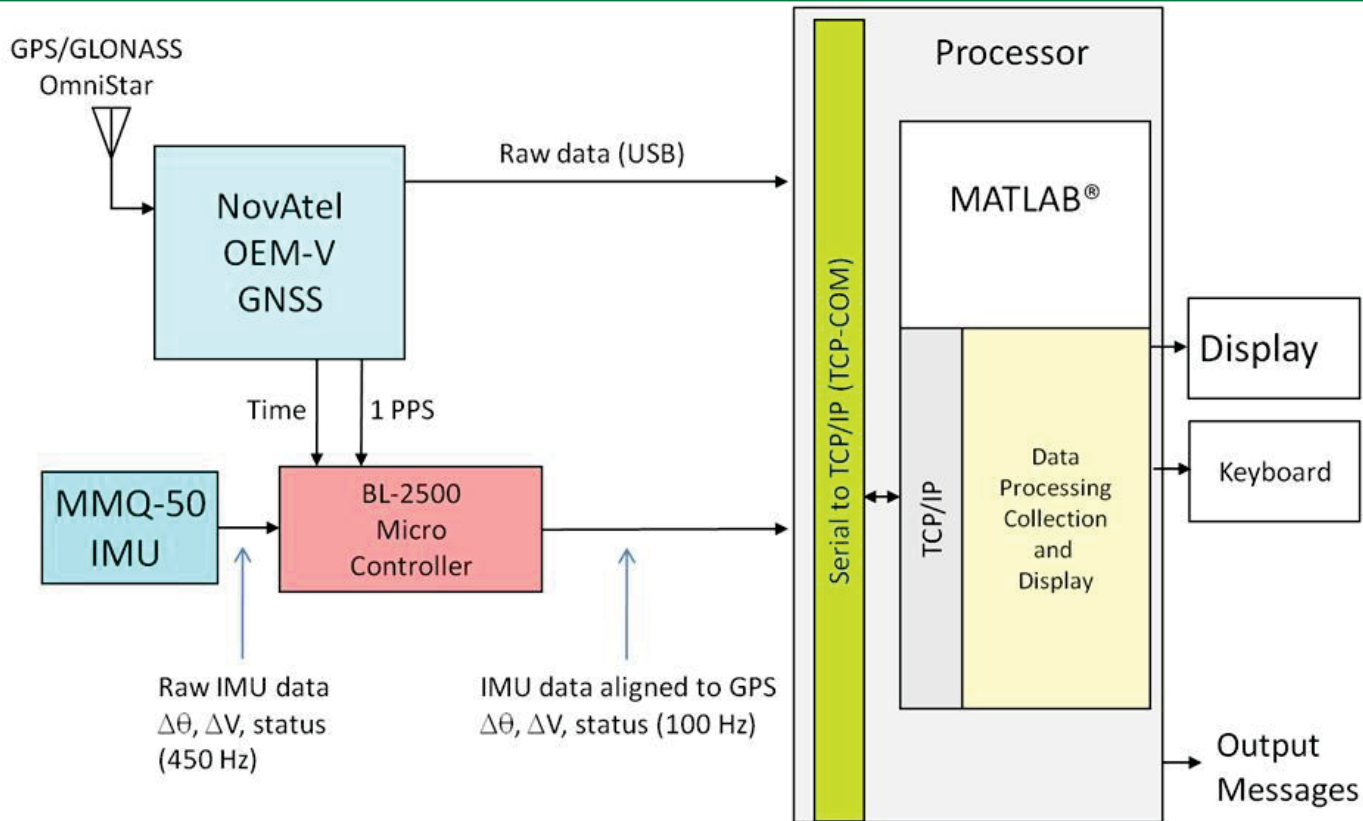 GPS/GLONASS
OmniStar
NovAtel
OEM-V
GNSS
Raw data (USB)
Time
1 PPS
MMQ-50
IMU
BL-2500
Micro
Controller
Raw IMU data
Δθ, ΔV, status
(450 Hz)
IMU data aligned to GPS
Δθ, ΔV, status (100 Hz)
Processor
Serial to TCP/IP (TCP-COM)
MATLAB®
TCP/IP
Data
Processing
Collection
and
Display
Display
Keyboard
Output
Messages